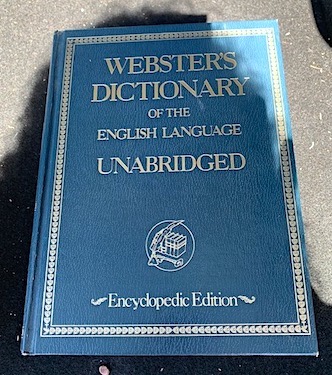 WEBSTER'S
DICTIONARY
OF THE
ENGLISH LANGUAGE
UNABRIDGED
Encyclopedic Edition